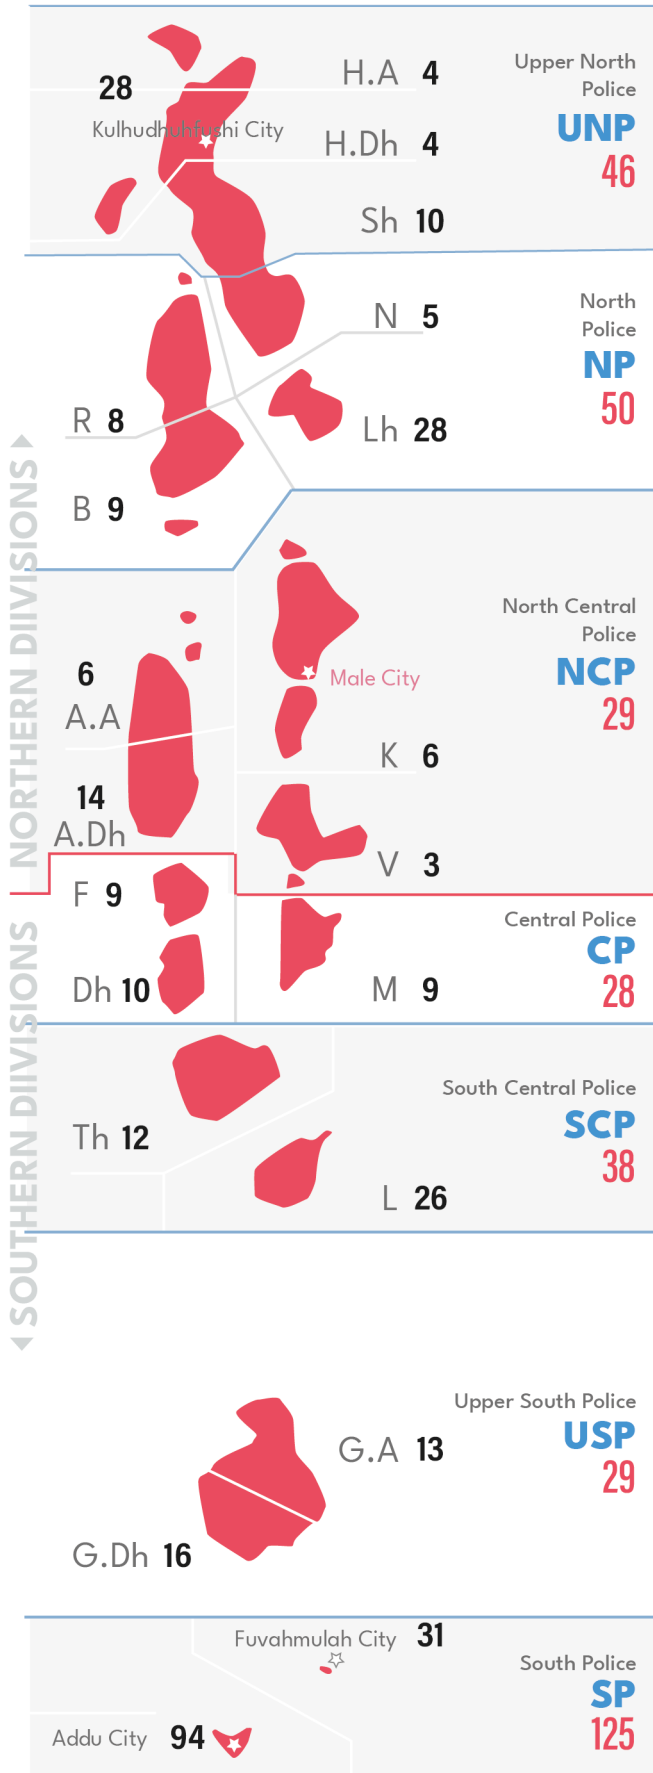 28
Kulhudhuhfushi City
H.A 4
H.Dh 4
Sh 10
Upper North
Police
UNP
46
N 5
R 8
Lh 28
B 9
North
Police
NP
50
NORTHERN DIIVISIONS
6
A.A
14
A.Dh
Male City
K 6
V 3
North Central
Police
NCP
29
SOUTHERN DIIVISIONS
F 9
Dh 10
M 9
Central Police
CP
28
Th 12
L 26
South Central Police
SCP
38
G.A 13
G.Dh 16
Upper South Police
USP
29
Fuvahmulah City 31
Addu City 94
South Police
SP
125